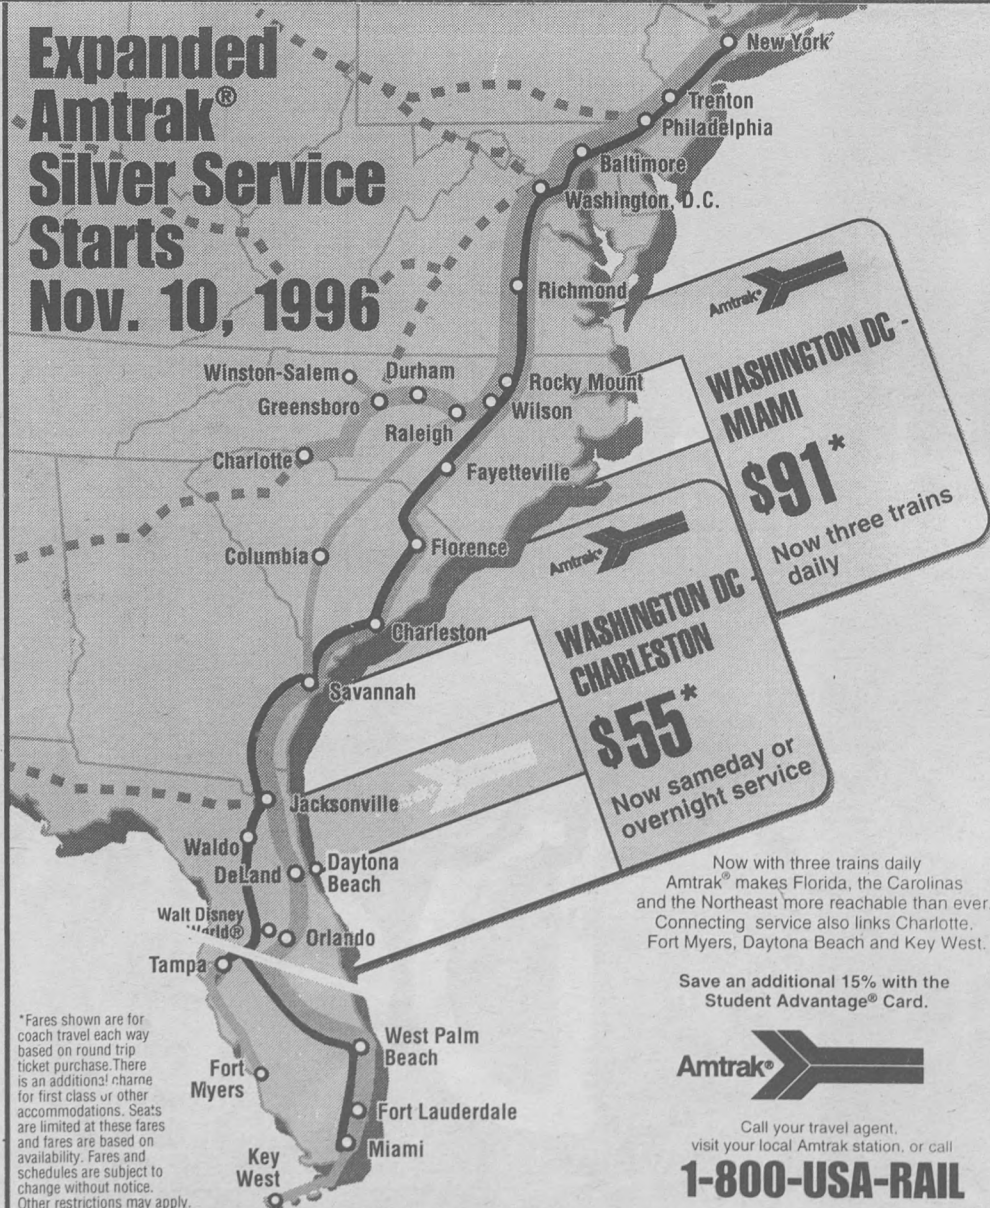 Expanded
Amtrak®
Silver Service
Starts
Nov. 10, 1996
New York
Trenton
Philadelphia
Baltimore
Washington, D.C.
Richmond
Winston-Salem
Durham
Rocky Mount
Greensboro
Wilson
Raleigh
Charlotte
Fayetteville
Columbia
Florence
Charleston
Savannah
Jacksonville
Waldo
DeLand
Daytona
Beach
Walt Disney
World®
Orlando
Tampa
West Palm
Beach
Fort
Myers
Fort Lauderdale
Miami
Key
West
Amtrak®
WASHINGTON DC -
MIAMI
$91*
Now three trains
daily
Amtrak®
WASHINGTON DC -
CHARLESTON
$55*
Now sameday or
overnight service
Now with three trains daily
Amtrak® makes Florida, the Carolinas
and the Northeast more reachable than ever.
Connecting service also links Charlotte,
Fort Myers, Daytona Beach and Key West.
Save an additional 15% with the
Student Advantage® Card.
Amtrak®
Call your travel agent,
visit your local Amtrak station, or call
1-800-USA-RAIL
*Fares shown are for
coach travel each way
based on round trip
ticket purchase. There
is an additional charge
for first class or other
accommodations. Seats
are limited at these fares
and fares are based on
availability. Fares and
schedules are subject to
change without notice.
Other restrictions may apply.